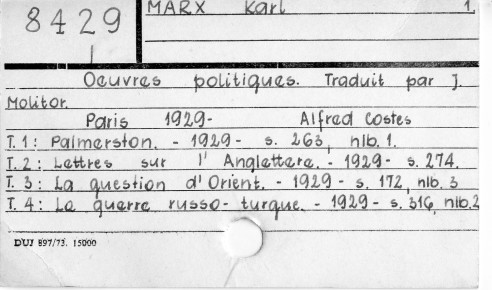 8429
MARX Karl 1.
Oeuvres politiques. Traduit par J.
Molitor.
Paris 1929- Alfred Costes
T. 1: Palmerston. - 1929 - s. 263, nlb. 1.
T. 2: Lettres sur l' Anglettere. - 1929 - s. 274.
T. 3: La question d'Orient. - 1929 - s. 172, nlb. 3
T. 4: La guerre russo-turque. - 1929 - s. 316, nlb. 2
DUJ 897/73. 15000